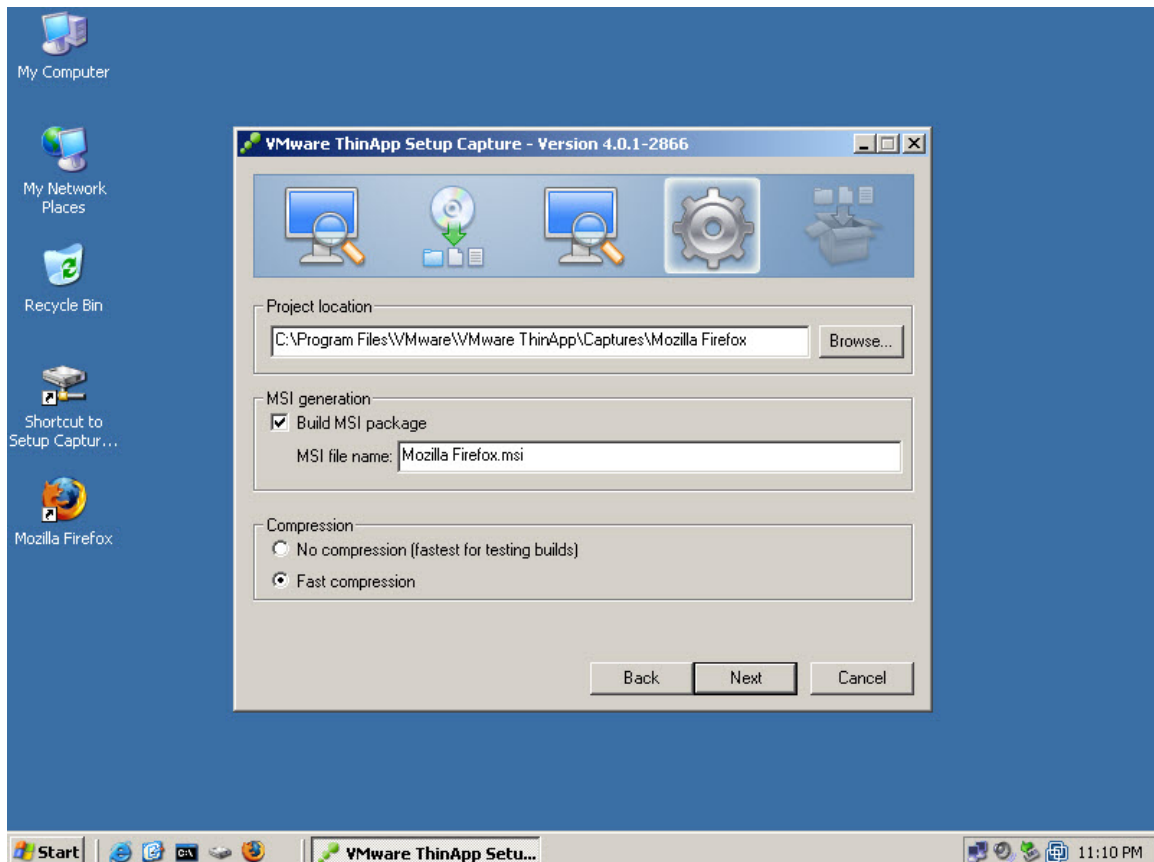 My Computer
My Network
Places
Recycle Bin
Shortcut to
Setup Captur...
Mozilla Firefox
VMware ThinApp Setup Capture - Version 4.0.1-2866
Project location
C:\Program Files\VMware\VMware ThinApp\Captures\Mozilla Firefox
Browse...
MSI generation
Build MSI package
MSI file name: Mozilla Firefox.msi
Compression
No compression (fastest for testing builds)
Fast compression
Back Next Cancel
Start VMware ThinApp Setu... 11:10 PM